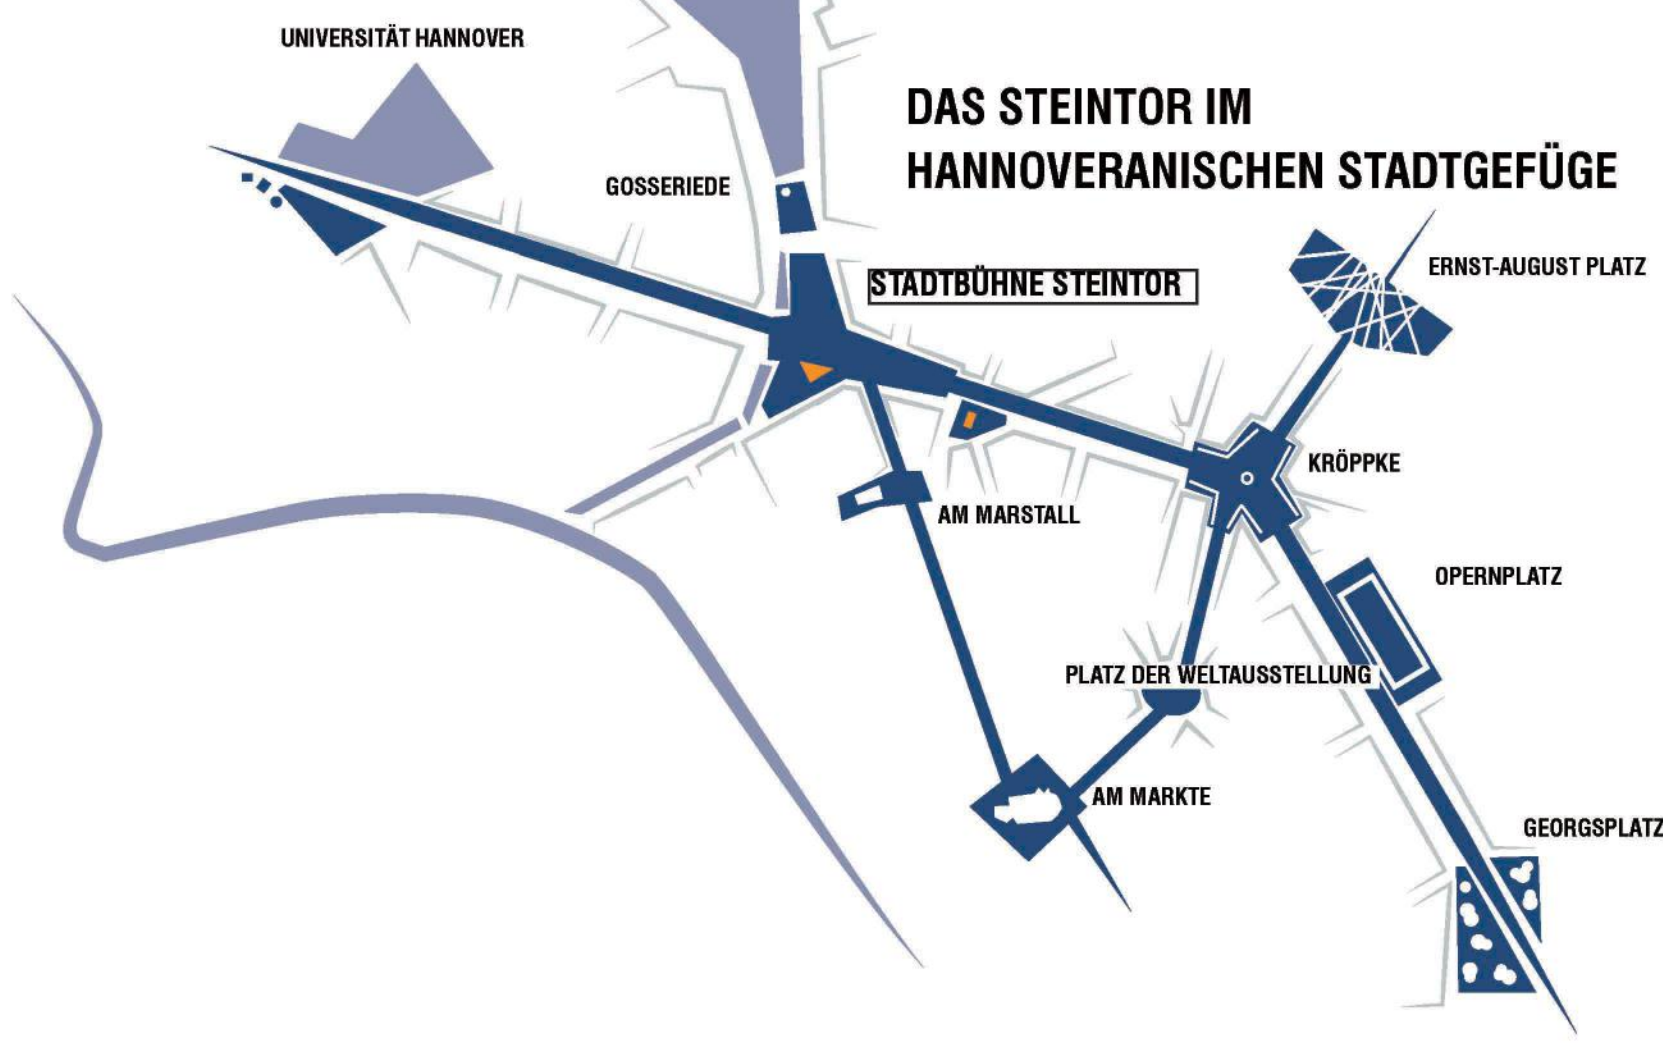 UNIVERSITÄT HANNOVER
DAS STEINTOR IM
HANNOVERANISCHEN STADTGEFÜGE
GOSSERIEDE
ERNST-AUGUST PLATZ
STADTBÜHNE STEINTOR
KRÖPPKE
AM MARSTALL
OPERNPLATZ
PLATZ DER WELTAUSSTELLUNG
AM MARKTE
GEORGSPLATZ